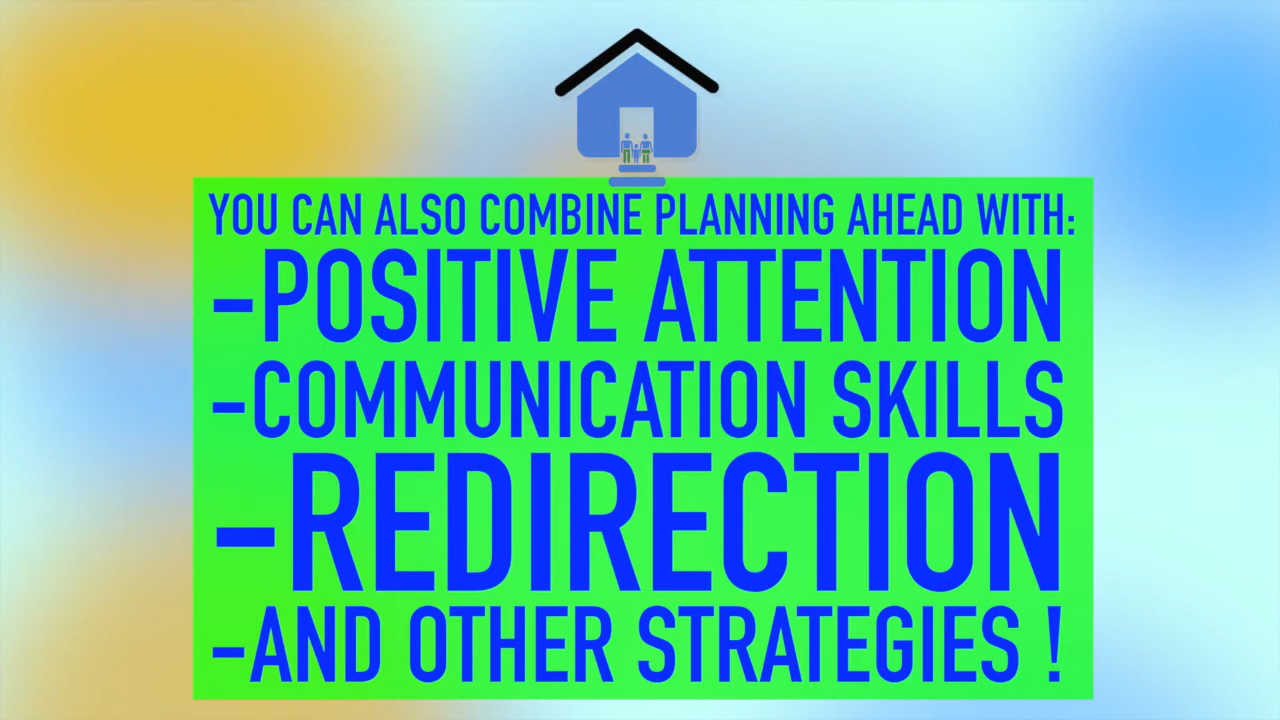 YOU CAN ALSO COMBINE PLANNING AHEAD WITH:
-POSITIVE ATTENTION
-COMMUNICATION SKILLS
-REDIRECTION
-AND OTHER STRATEGIES !